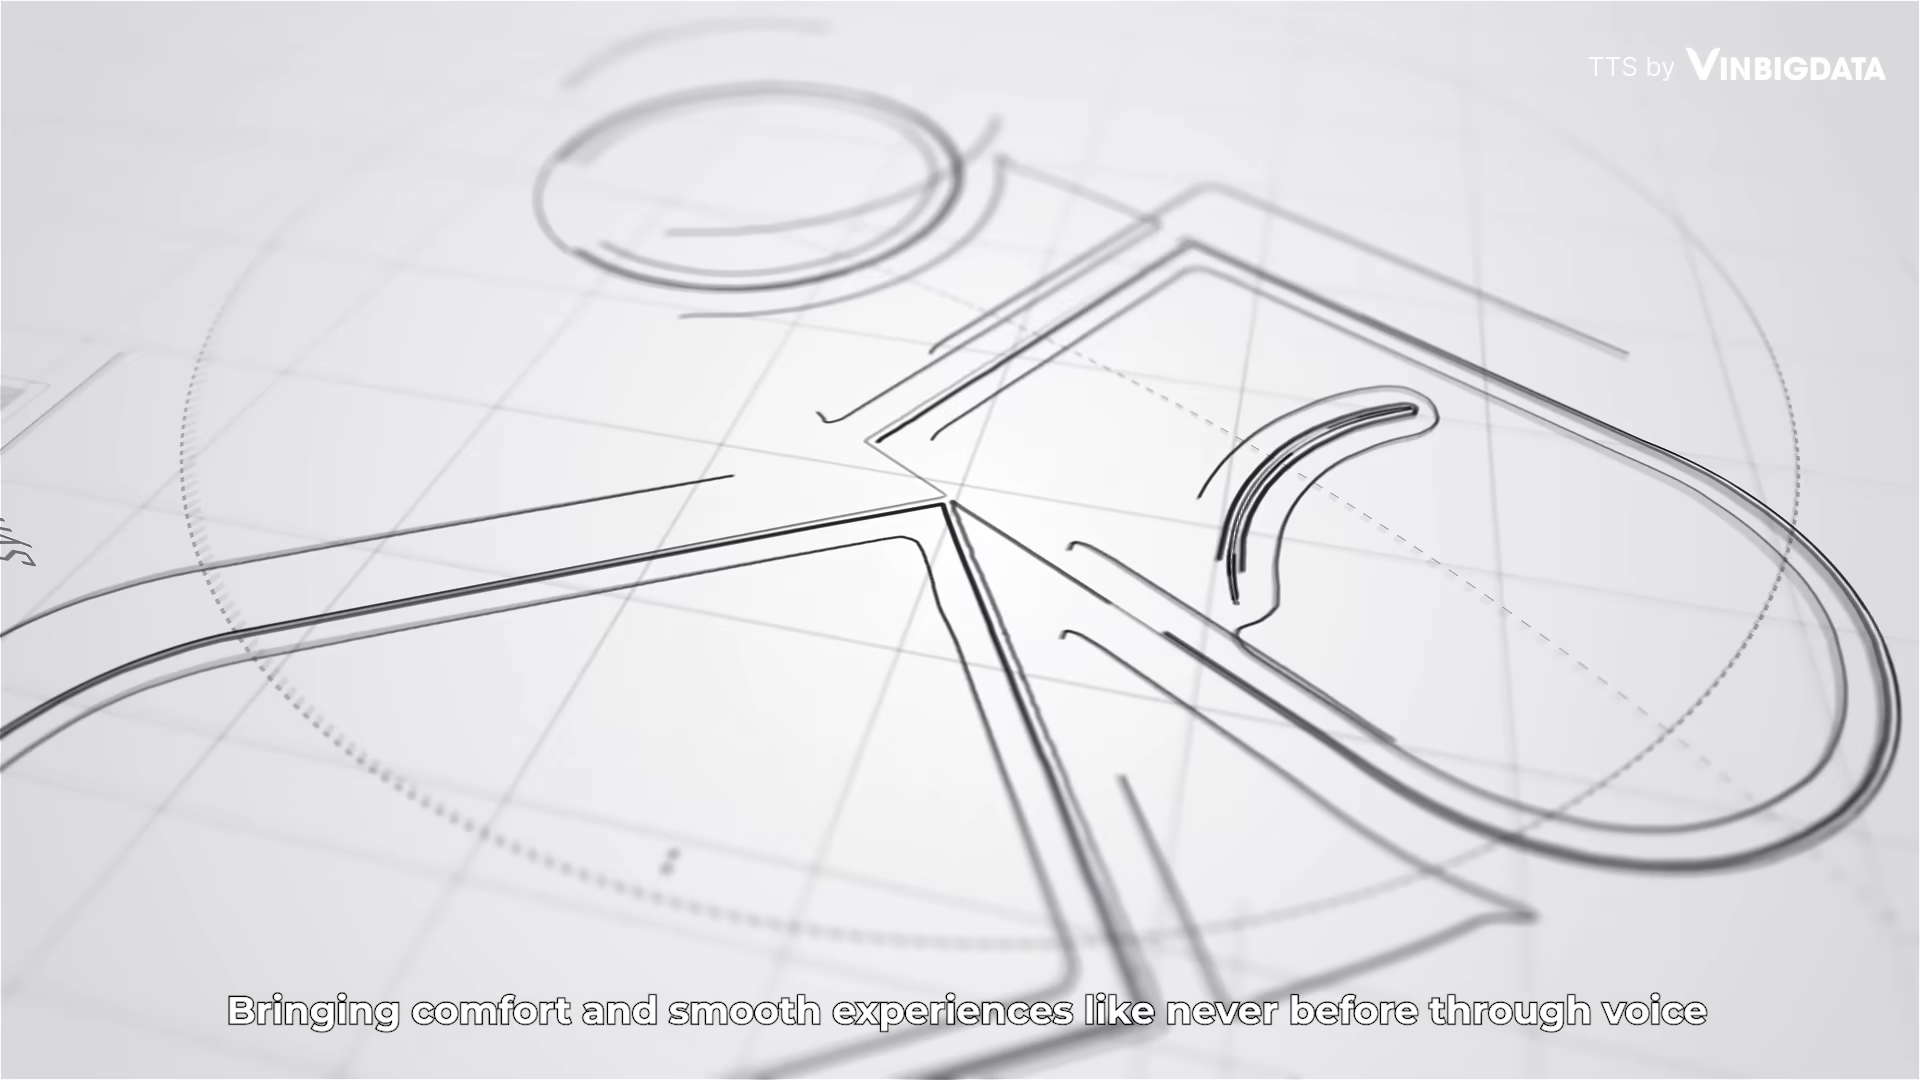 TTS by VINBIGDATA
Bringing comfort and smooth experiences like never before through voice